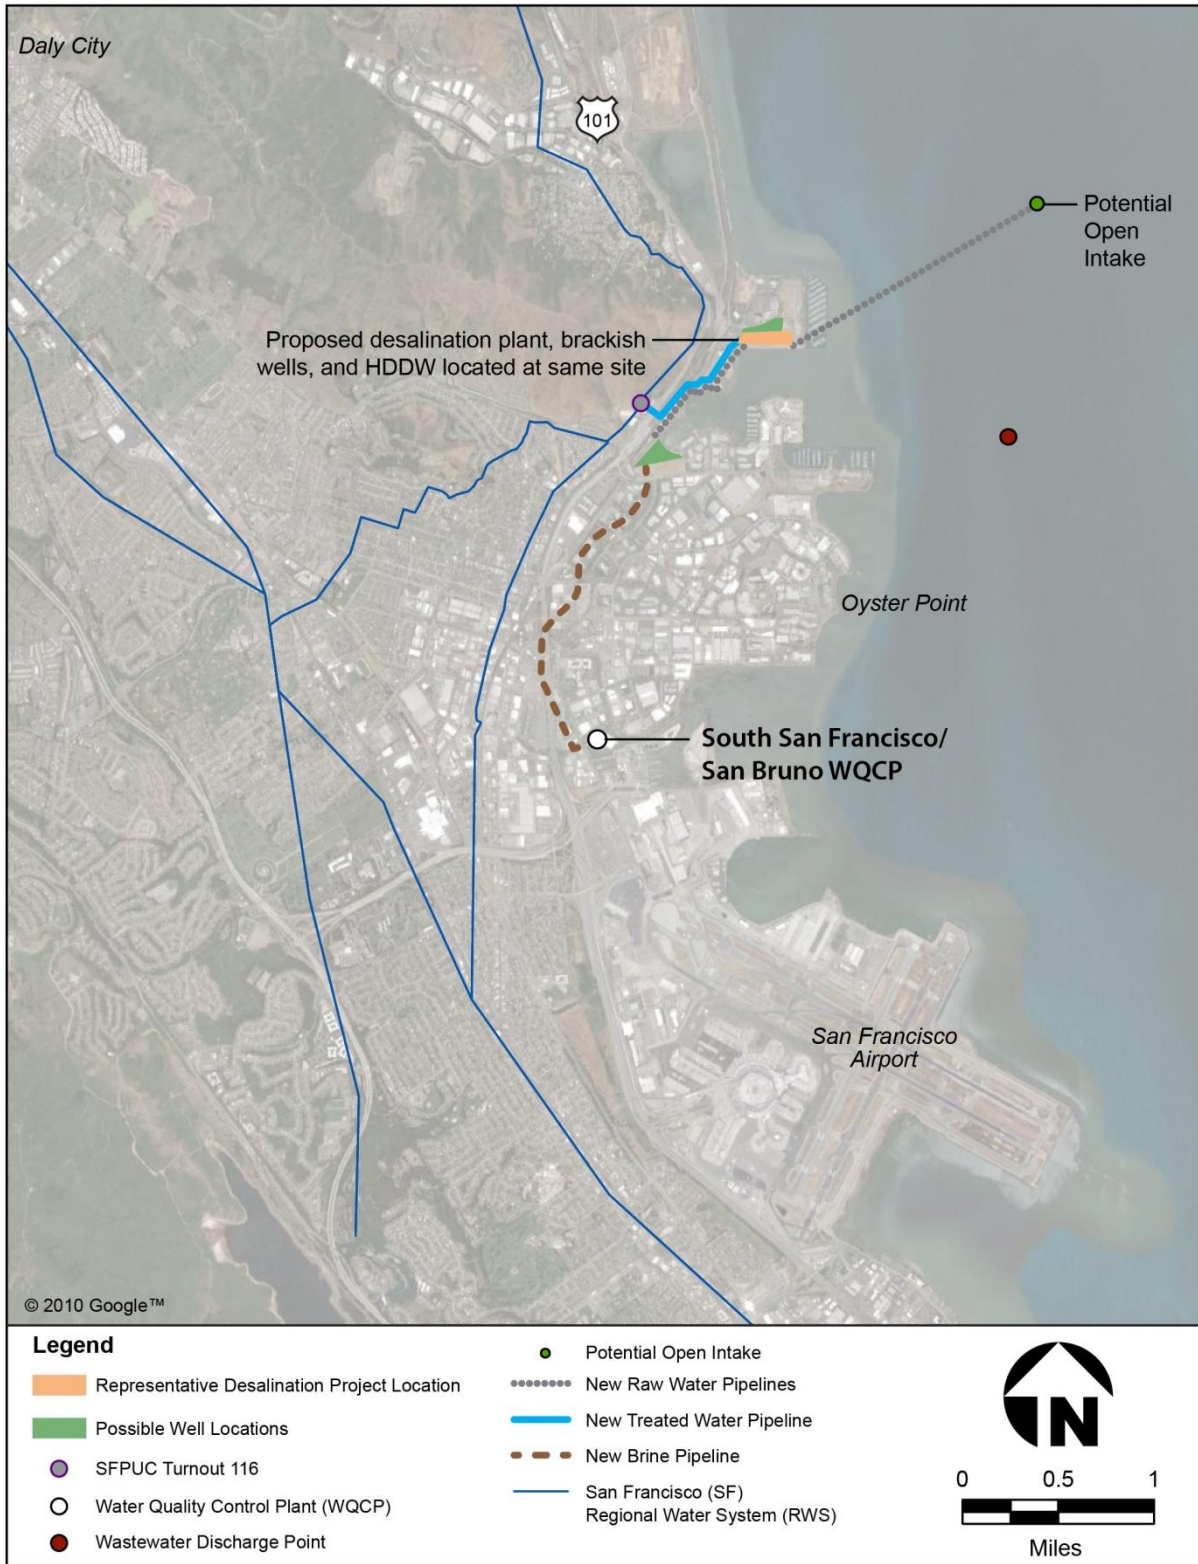 Daly City
101
Potential
Open
Intake
Proposed desalination plant, brackish
wells, and HDDW located at same site
Oyster Point
South San Francisco/
San Bruno WQCP
San Francisco
Airport
© 2010 Google™
Legend
Representative Desalination Project Location
Possible Well Locations
SFPUC Turnout 116
Water Quality Control Plant (WQCP)
Wastewater Discharge Point
Potential Open Intake
New Raw Water Pipelines
New Treated Water Pipeline
New Brine Pipeline
San Francisco (SF)
Regional Water System (RWS)
N
0 0.5 1
Miles